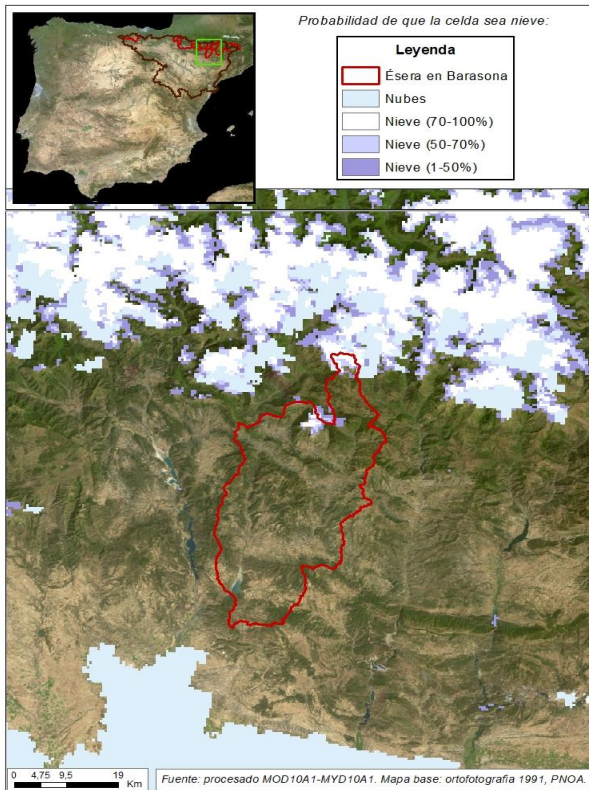 Probabilidad de que la celda sea nieve:
Leyenda
Ésera en Barasona
Nubes
Nieve (70-100%)
Nieve (50-70%)
Nieve (1-50%)
0 4,75 9,5 19
Km
Fuente: procesado MOD10A1-MYD10A1. Mapa base: ortofotografia 1991, PNOA.